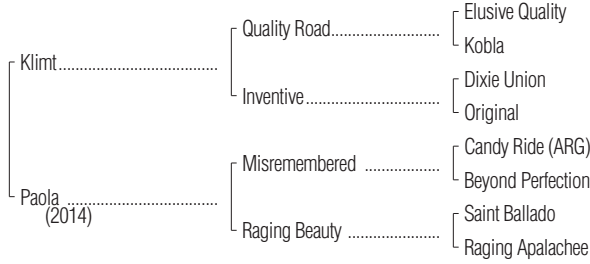 Elusive Quality
Quality Road
Kobla
Klimt
Dixie Union
Inventive
Original
Candy Ride (ARG)
Misremembered
Beyond Perfection
Paola
(2014)
Saint Ballado
Raging Beauty
Raging Apalachee